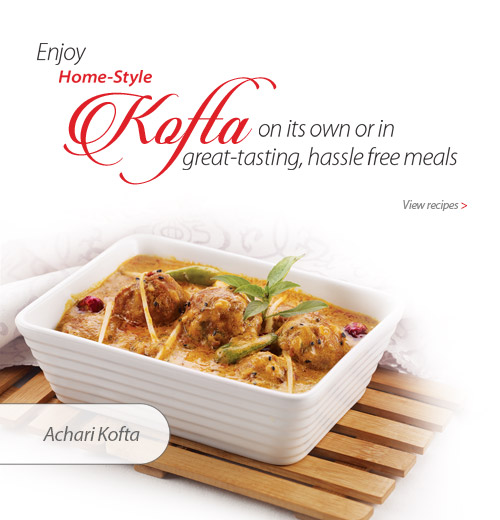 Enjoy
Home-Style
Kofta on its own or in
great-tasting, hassle free meals
View recipes >
Achari Kofta